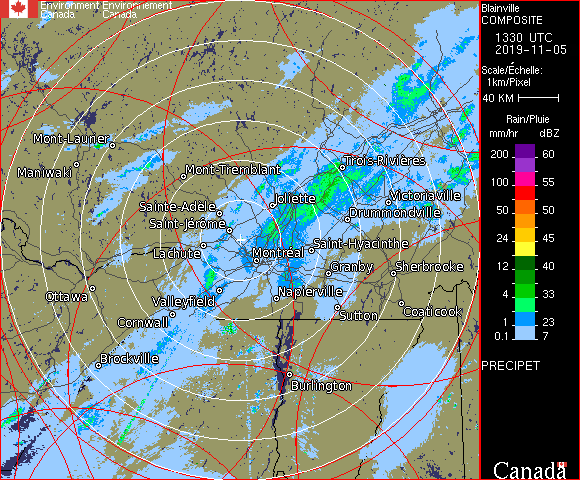 Environment Environnement
Canada Canada
Blainville
COMPOSITE
1330 UTC
2019-11-05
Scale/Échelle:
1km/Pixel
40 KM
Rain/Pluie
mm/hr dBZ
200 60
100 55
50 50
24 45
12 40
4 33
1 23
0.1 7
PRECIPET
Canada
Mont-Laurier
Maniwaki
Mont-Tremblant
Trois-Rivières
Joliette
Victoriaville
Sainte-Adèle
Drummondville
Saint-Jérôme
Saint-Hyacinthe
Lachute
Montréal
Granby
Sherbrooke
Ottawa
Napierville
Valleyfield
Coaticook
Sutton
Cornwall
Brockville
Burlington